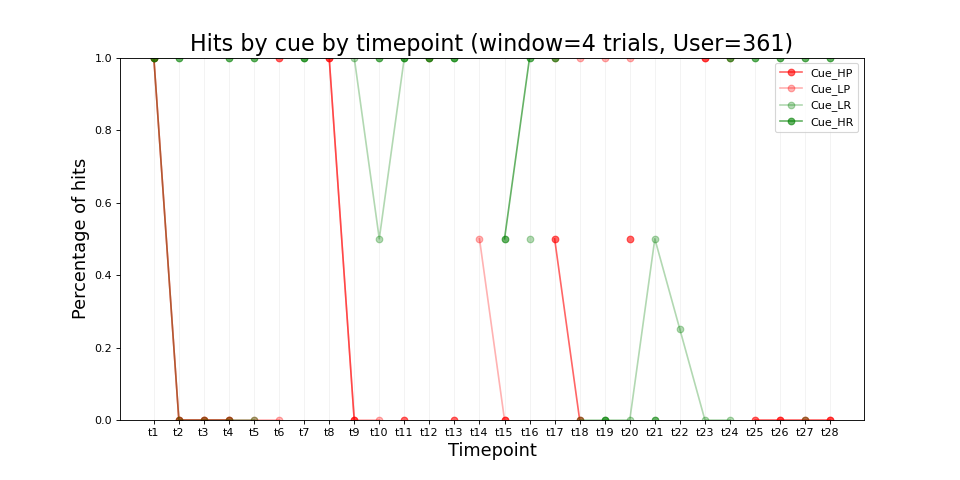 Hits by cue by timepoint (window=4 trials, User=361)
Percentage of hits
1.0
0.8
0.6
0.4
0.2
0.0
Cue_HP
Cue_LP
Cue_LR
Cue_HR
t1 t2 t3 t4 t5 t6 t7 t8 t9 t10 t11 t12 t13 t14 t15 t16 t17 t18 t19 t20 t21 t22 t23 t24 t25 t26 t27 t28
Timepoint